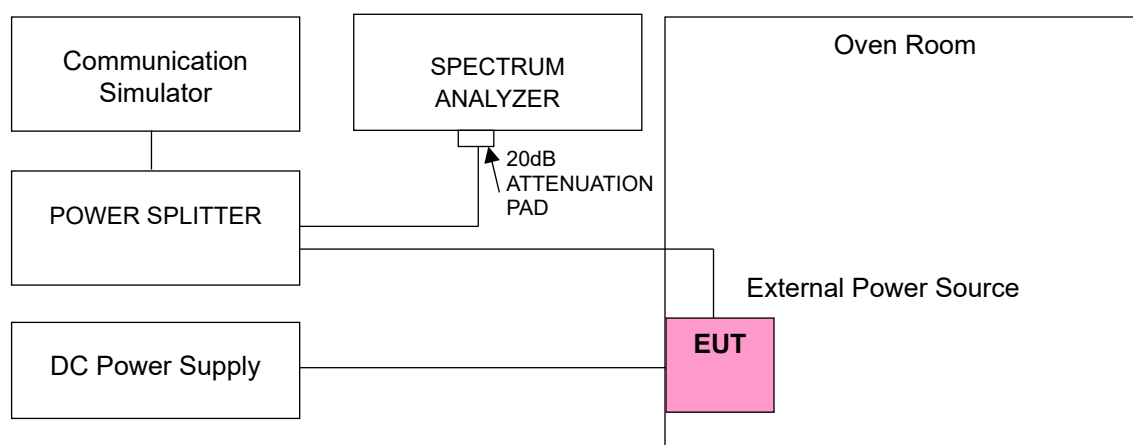 Communication
Simulator
SPECTRUM
ANALYZER
Oven Room
20dB
ATTENUATION
PAD
POWER SPLITTER
External Power Source
EUT
DC Power Supply